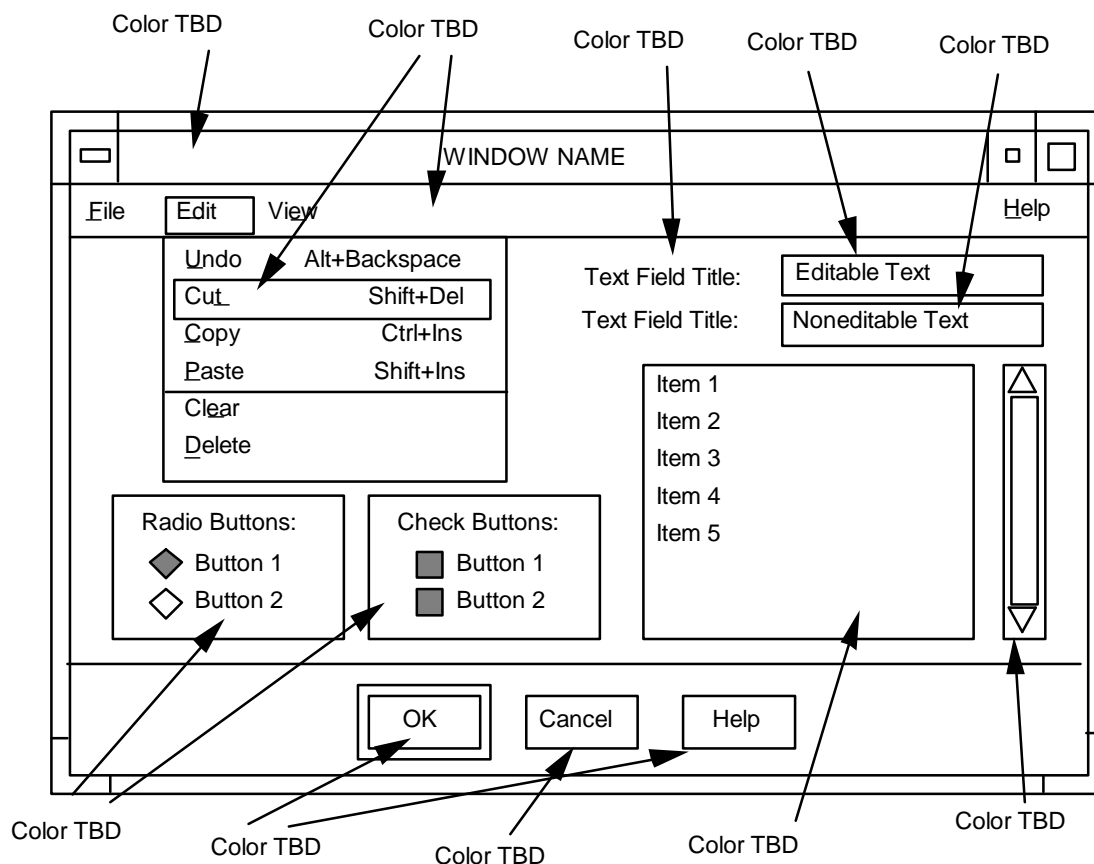 Color TBD
Color TBD
Color TBD
Color TBD
Color TBD
WINDOW NAME
File Edit View Help
Undo Alt+Backspace
Cut Shift+Del
Copy Ctrl+Ins
Paste Shift+Ins
Clear
Delete
Text Field Title: Editable Text
Text Field Title: Noneditable Text
Item 1
Item 2
Item 3
Item 4
Item 5
Radio Buttons:
Button 1
Button 2
Check Buttons:
Button 1
Button 2
OK Cancel Help
Color TBD
Color TBD
Color TBD
Color TBD
Color TBD